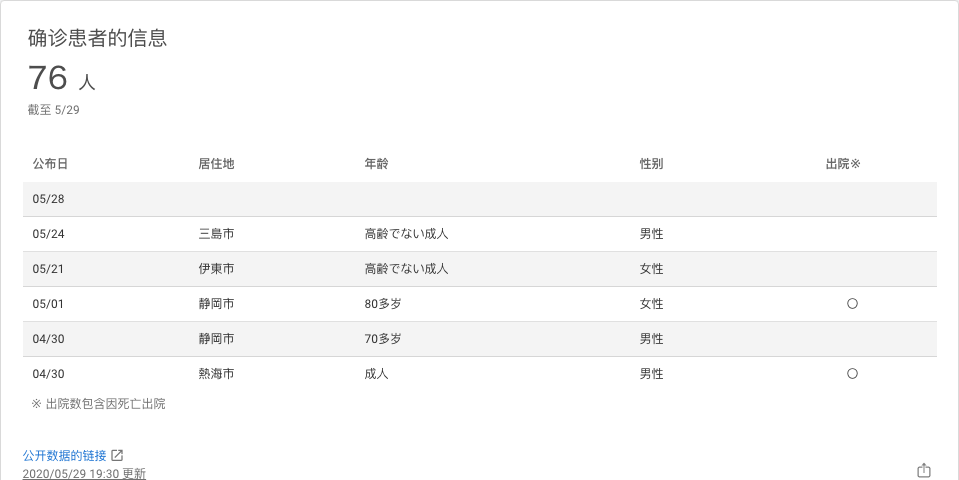 确诊患者的信息
76 人
截至 5/29
公布日 居住地 年龄 性别 出院※
05/28
05/24 三島市 高齢でない成人 男性
05/21 伊東市 高齢でない成人 女性
05/01 静岡市 80多岁 女性 ○
04/30 静岡市 70多岁 男性
04/30 熱海市 成人 男性 ○
※ 出院数包含因死亡出院
公开数据的链接
2020/05/29 19:30 更新